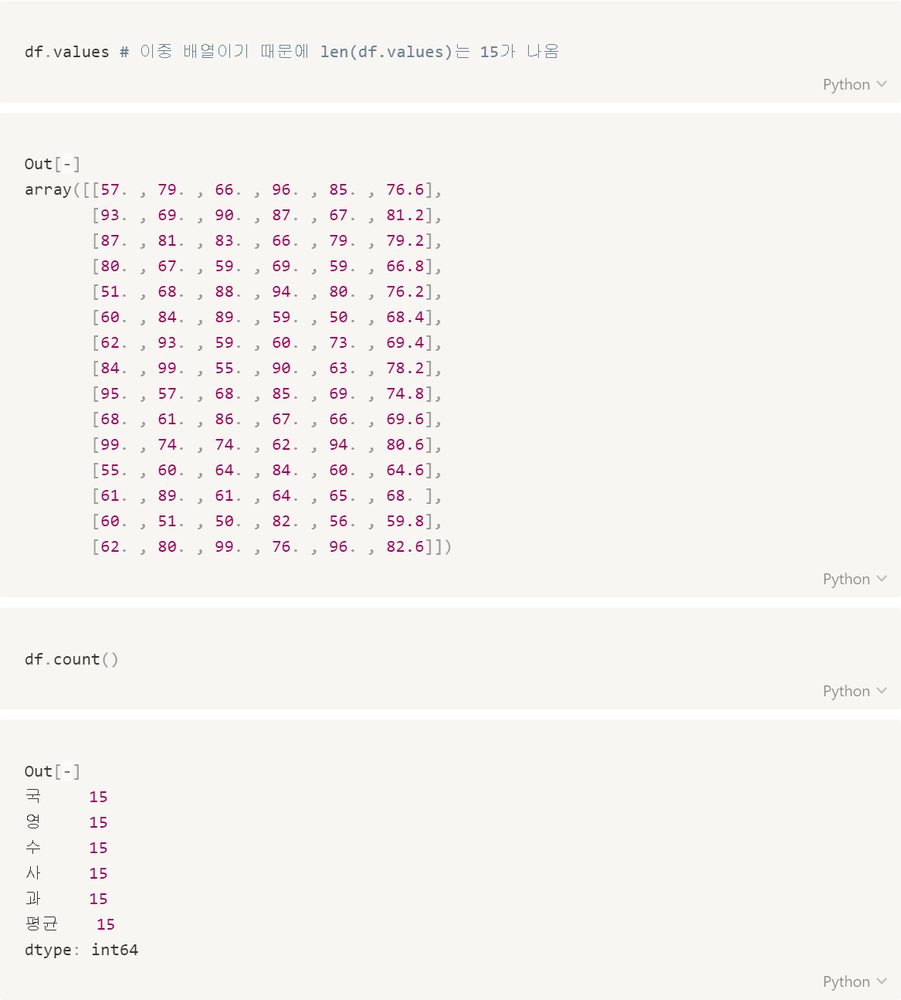 df.values # 이중 배열이기 때문에 len(df.values)는 15가 나옴
Python
Out[-]
array([[57. , 79. , 66. , 96. , 85. , 76.6],
[93. , 69. , 90. , 87. , 67. , 81.2],
[87. , 81. , 83. , 66. , 79. , 79.2],
[80. , 67. , 59. , 69. , 59. , 66.8],
[51. , 68. , 88. , 94. , 80. , 76.2],
[60. , 84. , 89. , 59. , 50. , 68.4],
[62. , 93. , 59. , 60. , 73. , 69.4],
[84. , 99. , 55. , 90. , 63. , 78.2],
[95. , 57. , 68. , 85. , 69. , 74.8],
[68. , 61. , 86. , 67. , 66. , 69.6],
[99. , 74. , 74. , 62. , 94. , 80.6],
[55. , 60. , 64. , 84. , 60. , 64.6],
[61. , 89. , 61. , 64. , 65. , 68. ],
[60. , 51. , 50. , 82. , 56. , 59.8],
[62. , 80. , 99. , 76. , 96. , 82.6]])
Python
df.count()
Python
Out[-]
국 15
영 15
수 15
사 15
과 15
평균 15
dtype: int64
Python